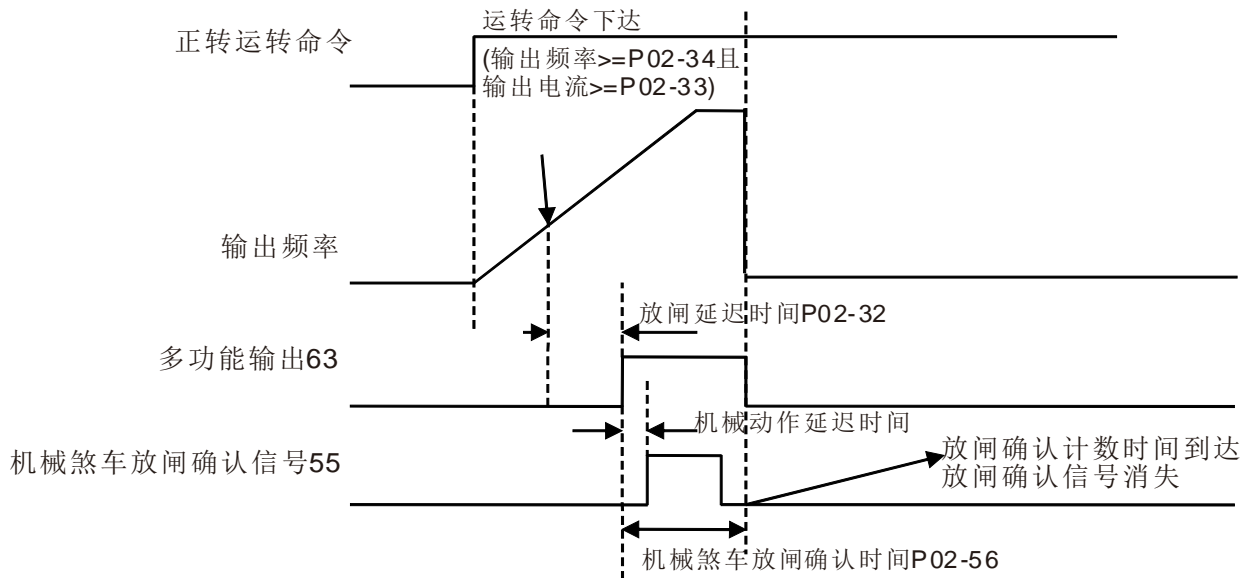 运转命令下达
正转运转命令
(输出频率>=P02-34且
输出电流>=P02-33)
输出频率
放闸延迟时间P02-32
多功能输出63
机械动作延迟时间
机械煞车放闸确认信号55
放闸确认计数时间到达
放闸确认信号消失
机械煞车放闸确认时间P02-56